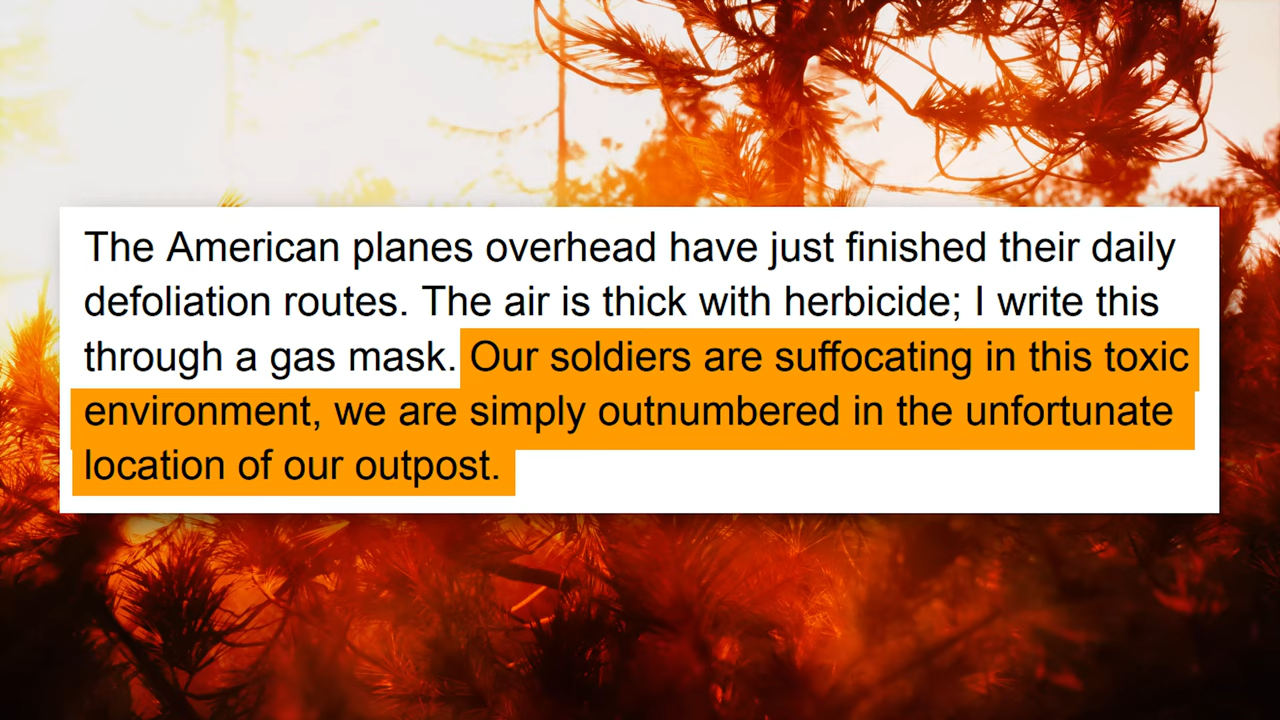 The American planes overhead have just finished their daily
defoliation routes. The air is thick with herbicide; I write this
through a gas mask. Our soldiers are suffocating in this toxic
environment, we are simply outnumbered in the unfortunate
location of our outpost.